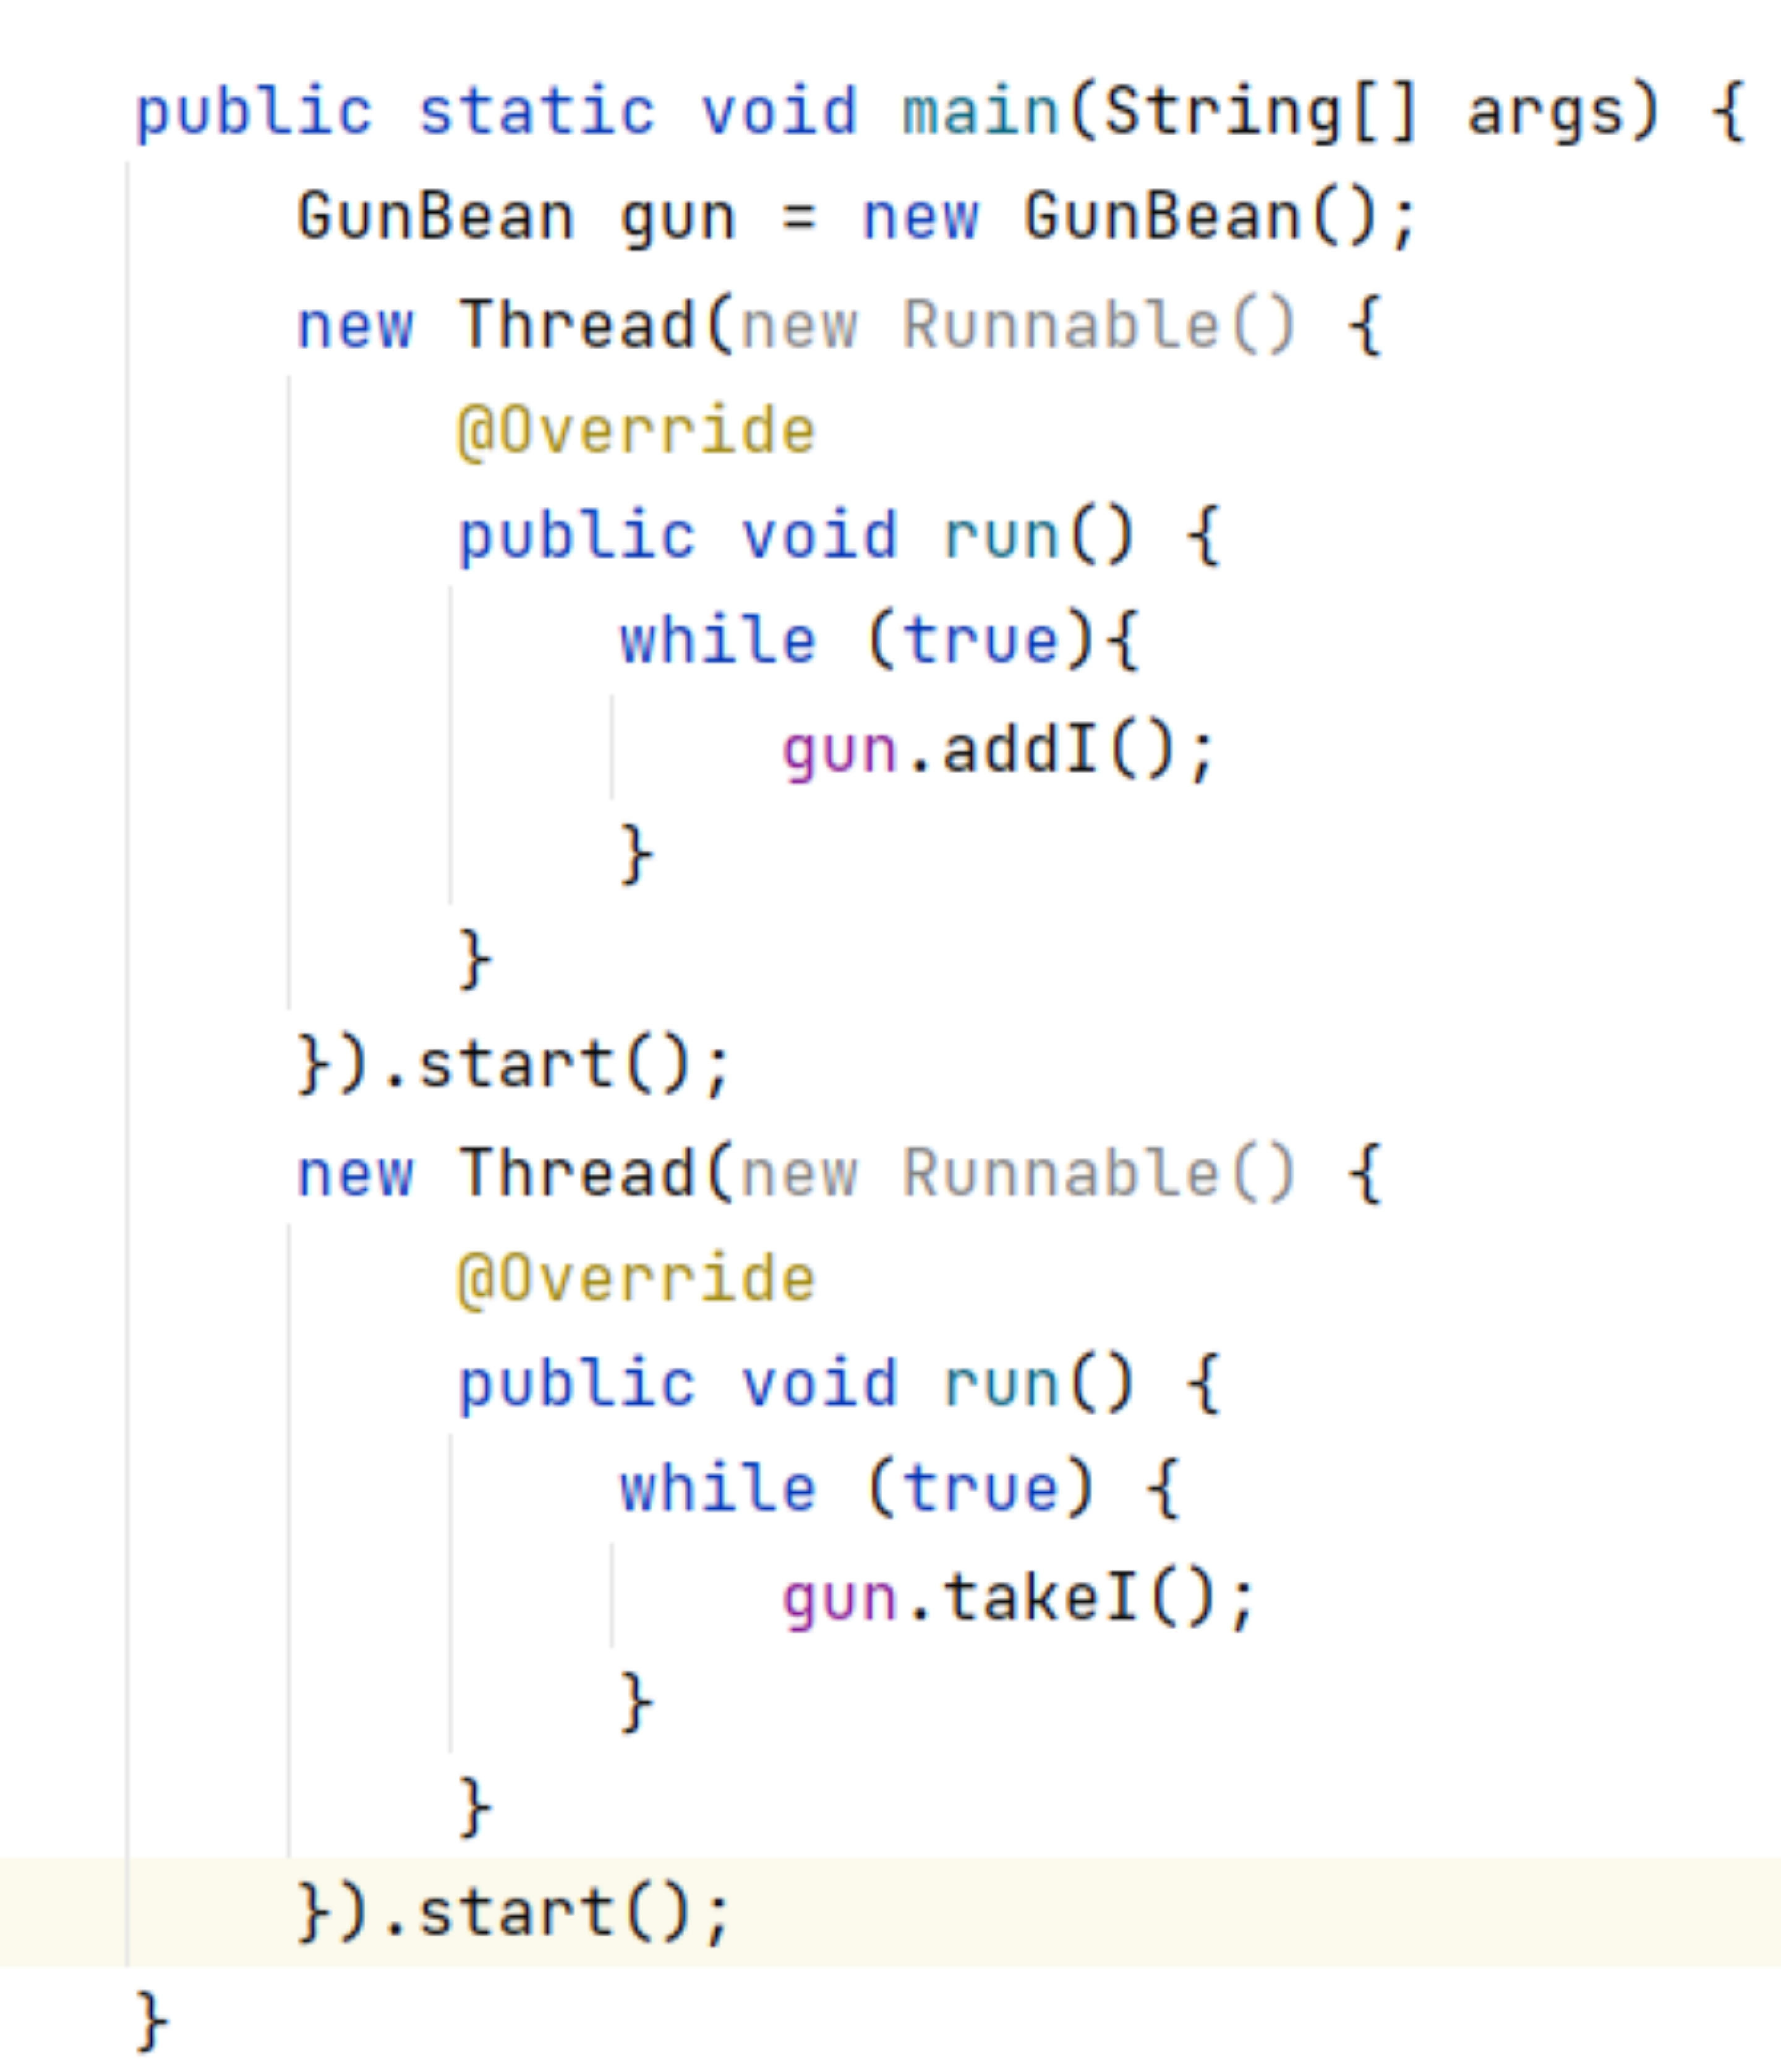 public static void main(String[] args) {
    GunBean gun = new GunBean();
    new Thread(new Runnable() {
        @Override
        public void run() {
            while (true){
                gun.addI();
            }
        }
    }).start();
    new Thread(new Runnable() {
        @Override
        public void run() {
            while (true) {
                gun.takeI();
            }
        }
    }).start();
}